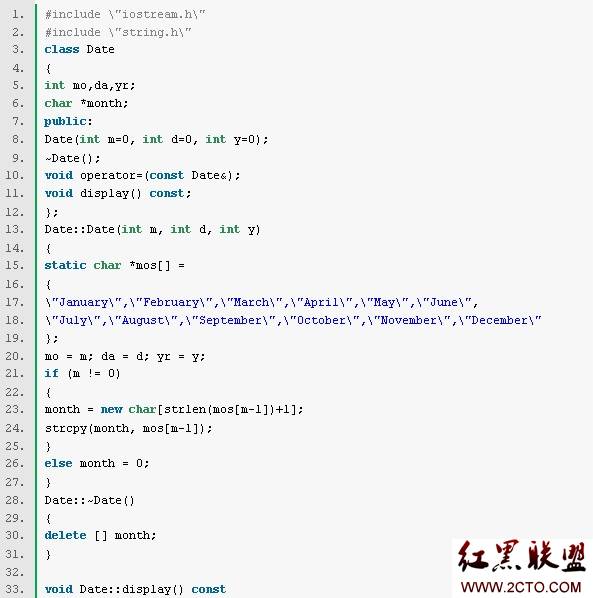 1. #include \"iostream.h\"
2. #include \"string.h\"
3. class Date
4. {
5. int mo,da,yr;
6. char *month;
7. public:
8. Date(int m=0, int d=0, int y=0);
9. ~Date();
10. void operator=(const Date&);
11. void display() const;
12. };
13. Date::Date(int m, int d, int y)
14. {
15. static char *mos[] =
16. {
17. \"January\",\"February\",\"March\",\"April\",\"May\",\"June\",
18. \"July\",\"August\",\"September\",\"October\",\"November\",\"December\"
19. };
20. mo = m; da = d; yr = y;
21. if (m != 0)
22. {
23. month = new char[strlen(mos[m-1])+1];
24. strcpy(month, mos[m-1]);
25. }
26. else month = 0;
27. }
28. Date::~Date()
29. {
30. delete [] month;
31. }
32.
33. void Date::display() const
红黑联盟
WWW.2CTO.COM